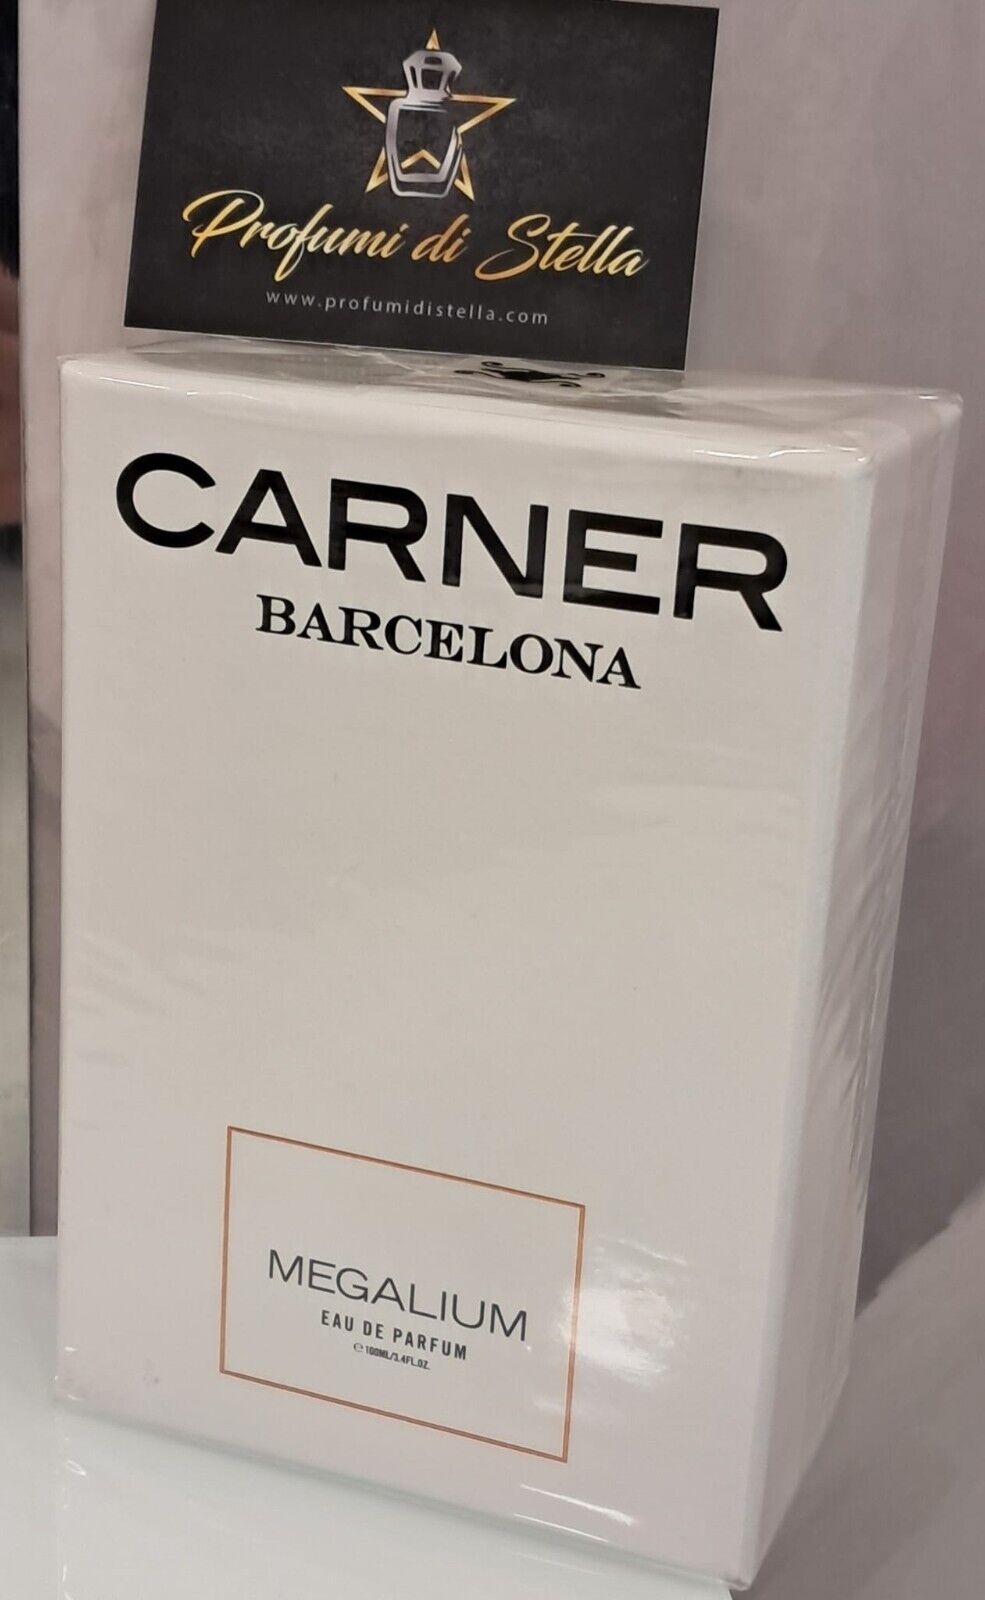 Profumi di Stella
www.profumidistella.com
CARNER
BARCELONA
MEGALIUM
EAU DE PARFUM
℮ 100ML/3.4FL.OZ.